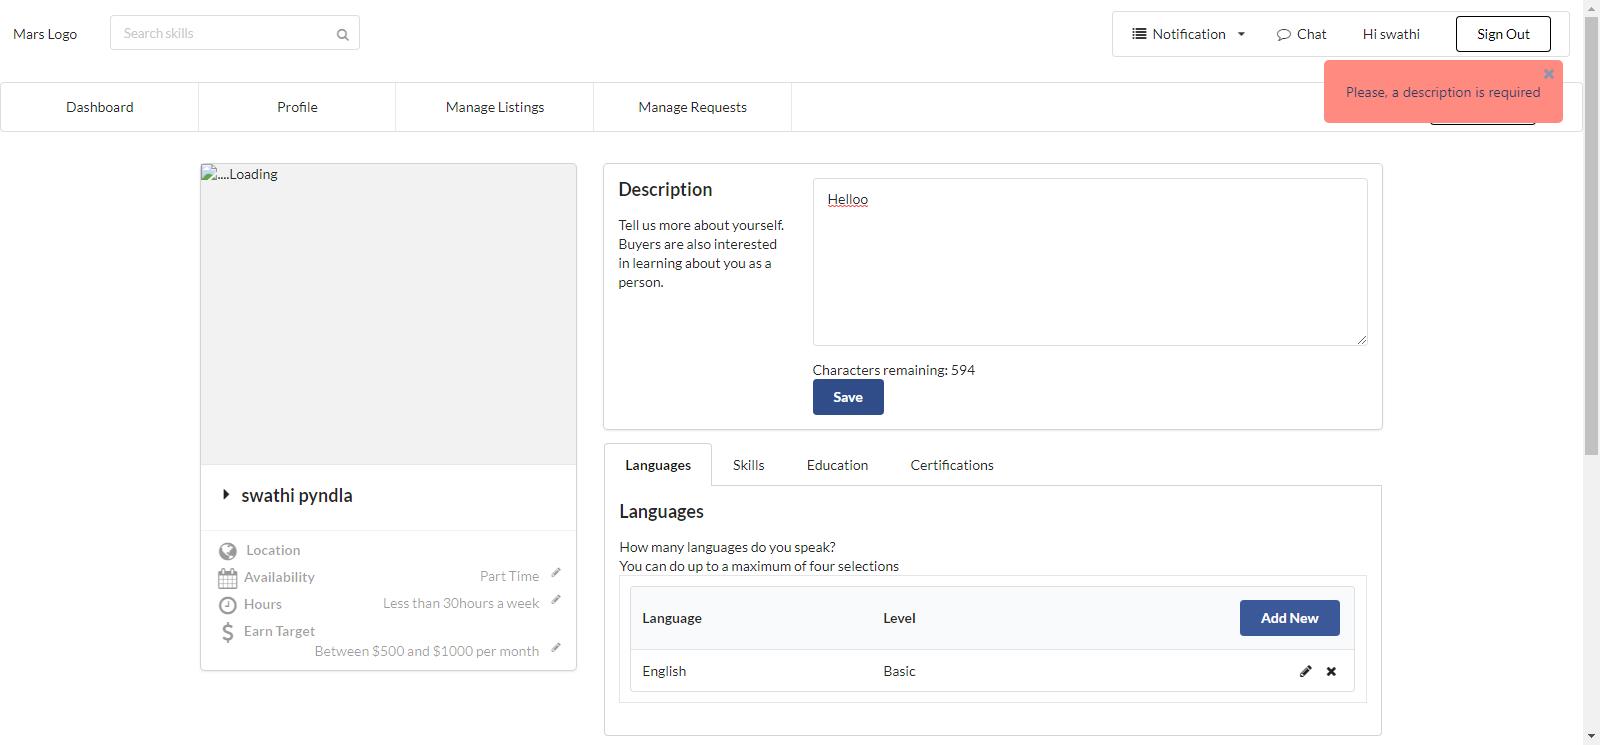 Mars Logo
Search skills
Notification
Chat
Hi swathi
Sign Out
Please, a description is required
Dashboard
Profile
Manage Listings
Manage Requests
....Loading
Description
Tell us more about yourself.
Buyers are also interested
in learning about you as a
person.
Helloo
Characters remaining: 594
Save
swathi pyndla
Location
Availability
Part Time
Hours
Less than 30hours a week
Earn Target
Between $500 and $1000 per month
Languages
Skills
Education
Certifications
Languages
How many languages do you speak?
You can do up to a maximum of four selections
Language
Level
Add New
English
Basic